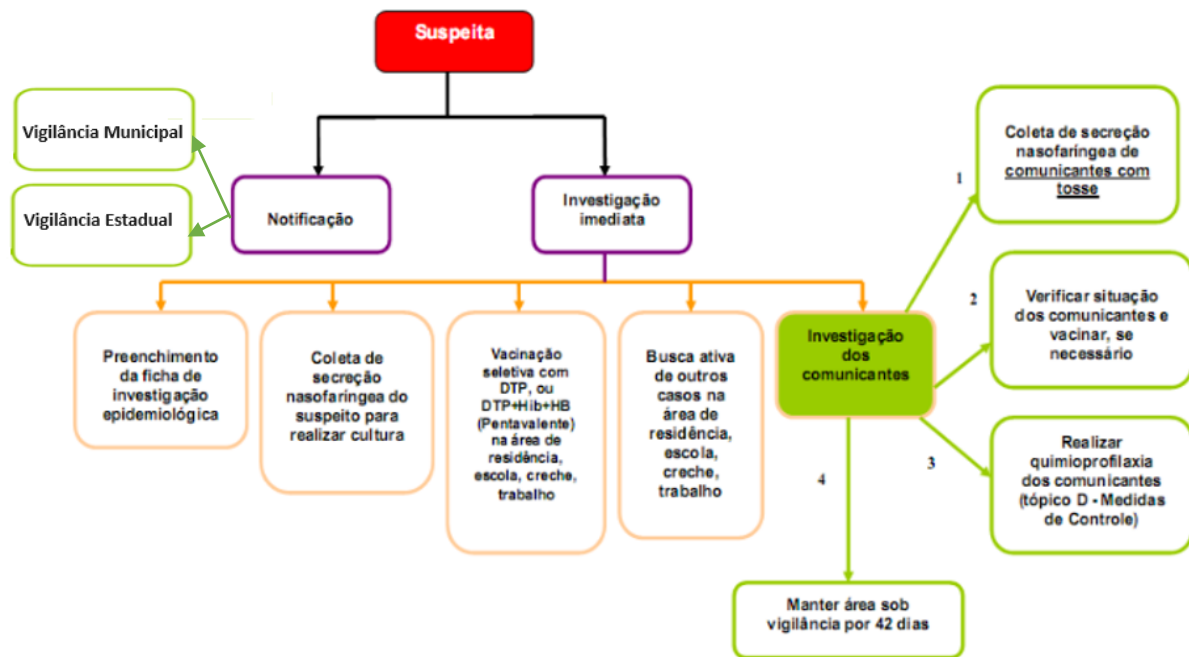 Suspeita
Vigilância Municipal
Vigilância Estadual
Notificação
Investigação
imediata
Preenchimento
da ficha de
investigação
epidemiológica
Coleta de
secreção
nasofaríngea do
suspeito para
realizar cultura
Vacinação
seletiva com
DTP, ou
DTP+Hib+HB
(Pentavalente)
na área de
residência,
escola, creche,
trabalho
Busca ativa
de outros
casos na
área de
residência,
escola,
creche,
trabalho
Investigação
dos
comunicantes
1
Coleta de secreção
nasofaríngea de
comunicantes com
tosse
2
Verificar situação
dos comunicantes e
vacinar, se
necessário
3
Realizar
quimioprofilaxia
dos comunicantes
(tópico D - Medidas
de Controle)
4
Manter área sob
vigilância por 42 dias